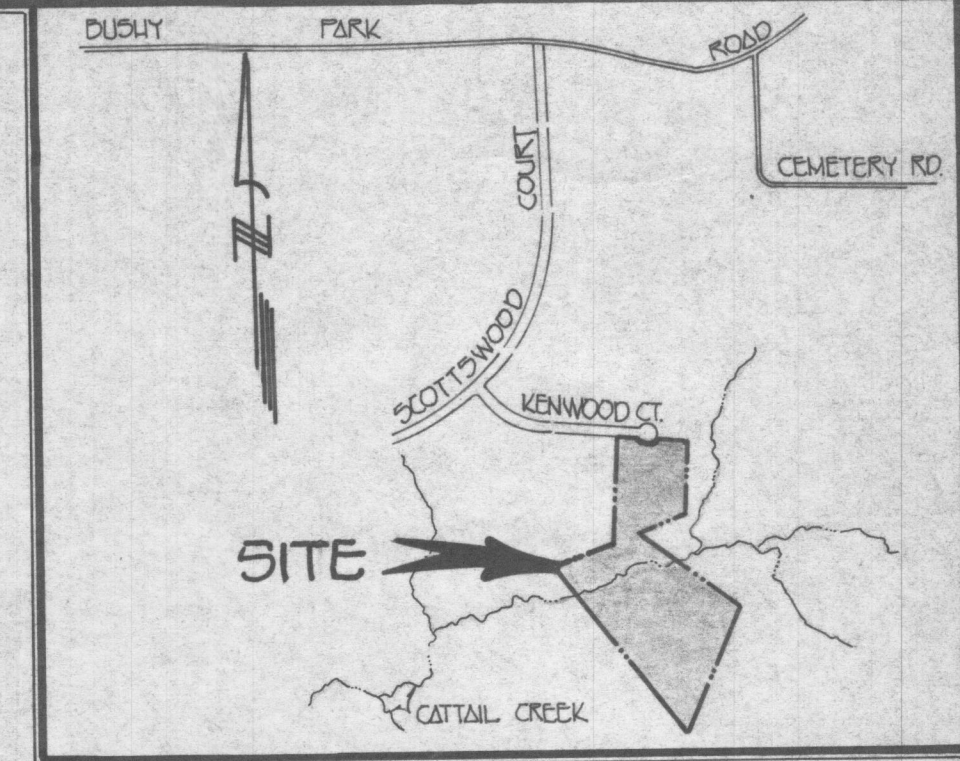 BUSHY PARK ROAD
CEMETERY RD.
COURT
N
SCOTTSWOOD
KENWOOD CT.
SITE
CATTAIL CREEK